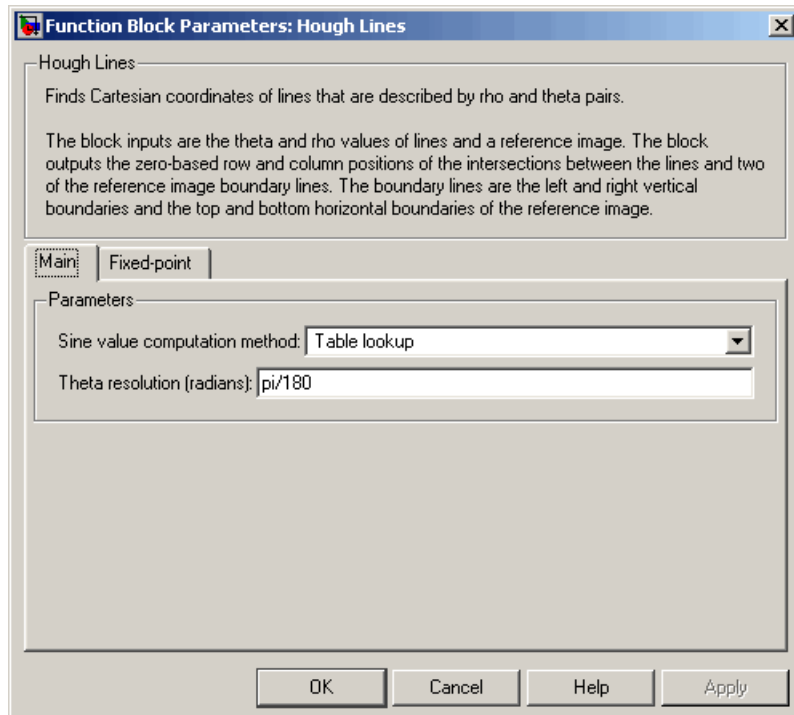 Function Block Parameters: Hough Lines
Hough Lines
Finds Cartesian coordinates of lines that are described by rho and theta pairs.
The block inputs are the theta and rho values of lines and a reference image. The block
outputs the zero-based row and column positions of the intersections between the lines and two
of the reference image boundary lines. The boundary lines are the left and right vertical
boundaries and the top and bottom horizontal boundaries of the reference image.
Main Fixed-point
Parameters
Sine value computation method: Table lookup
Theta resolution (radians): pi/180
OK Cancel Help Apply